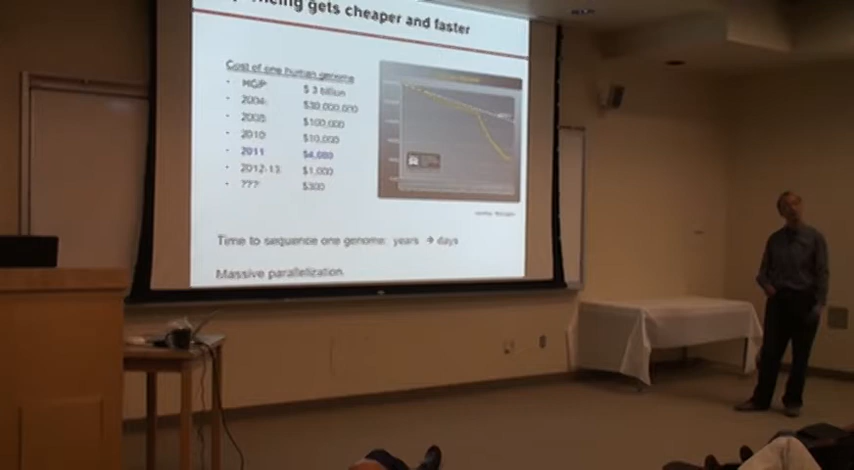 gets cheaper and faster
Cost of one human genome
HGP $ 3 billion
2004: $30,000,000
2008: $100,000
2010: $10,000
2011 $4,000
2012-13: $1,000
???: $300
Time to sequence one genome: years → days
Massive parallelization